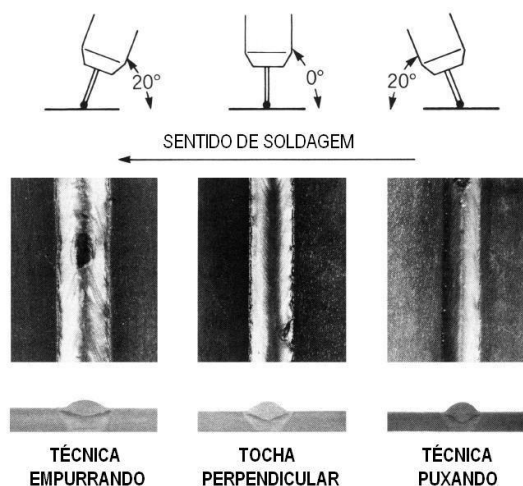 20°
0°
20°
SENTIDO DE SOLDAGEM
TÉCNICA
EMPURRANDO
TOCHA
PERPENDICULAR
TÉCNICA
PUXANDO